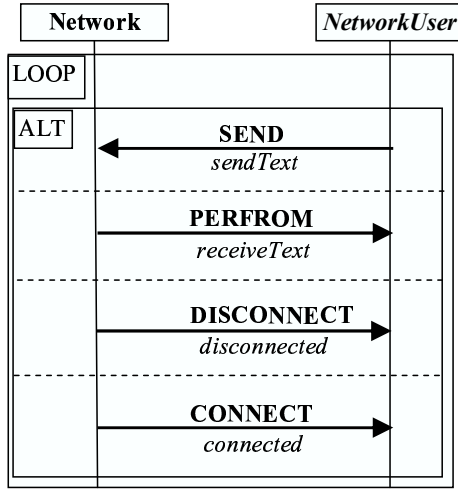 Network
NetworkUser
LOOP
ALT
SEND
sendText
PERFROM
receiveText
DISCONNECT
disconnected
CONNECT
connected